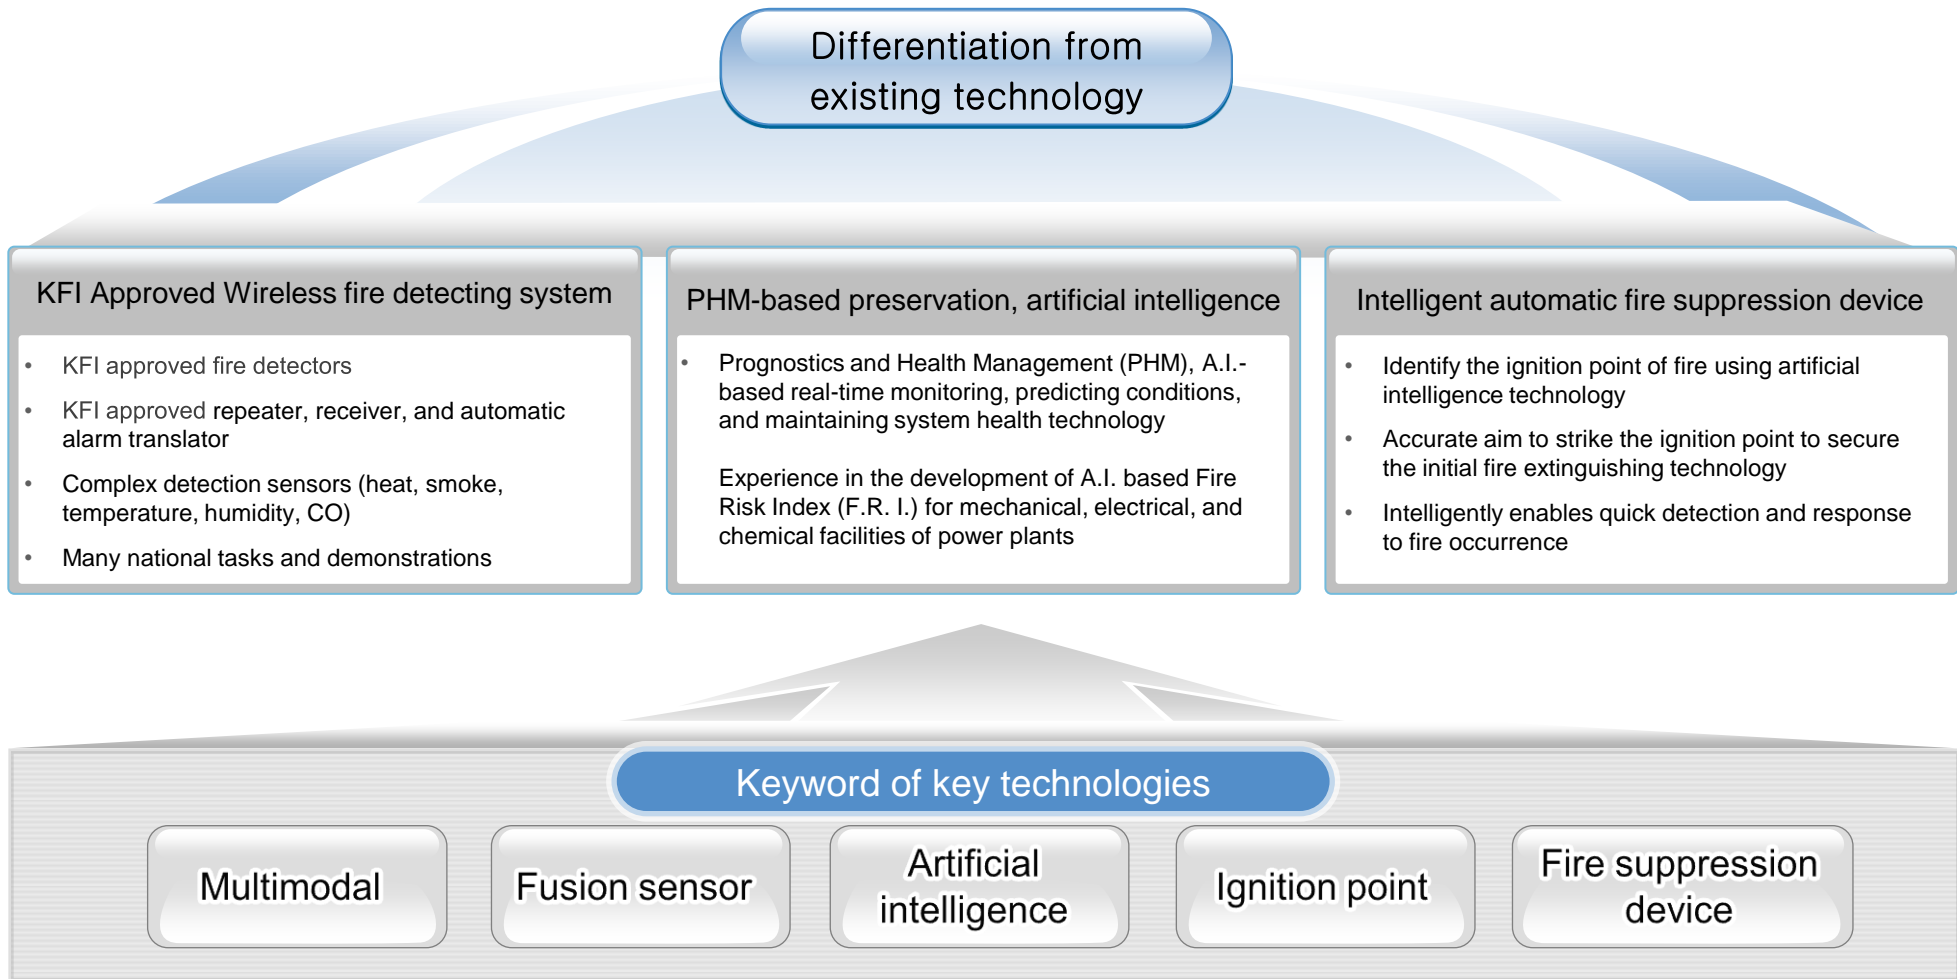 Differentiation from
existing technology
KFI Approved Wireless fire detecting system
• KFI approved fire detectors
• KFI approved repeater, receiver, and automatic
alarm translator
• Complex detection sensors (heat, smoke,
temperature, humidity, CO)
• Many national tasks and demonstrations
PHM-based preservation, artificial intelligence
• Prognostics and Health Management (PHM), A.I.-
based real-time monitoring, predicting conditions,
and maintaining system health technology
Experience in the development of A.I. based Fire
Risk Index (F.R. I.) for mechanical, electrical, and
chemical facilities of power plants
Intelligent automatic fire suppression device
• Identify the ignition point of fire using artificial
intelligence technology
• Accurate aim to strike the ignition point to secure
the initial fire extinguishing technology
• Intelligently enables quick detection and response
to fire occurrence
Keyword of key technologies
Multimodal
Fusion sensor
Artificial
intelligence
Ignition point
Fire suppression
device